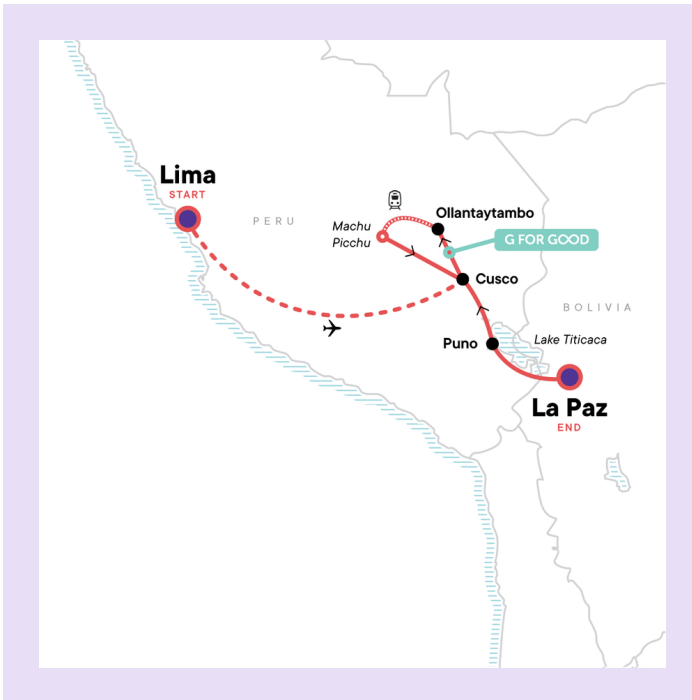 Lima
START
PERU
Machu
Picchu
Ollantaytambo
G FOR GOOD
Cusco
BOLIVIA
Puno
Lake Titicaca
La Paz
END